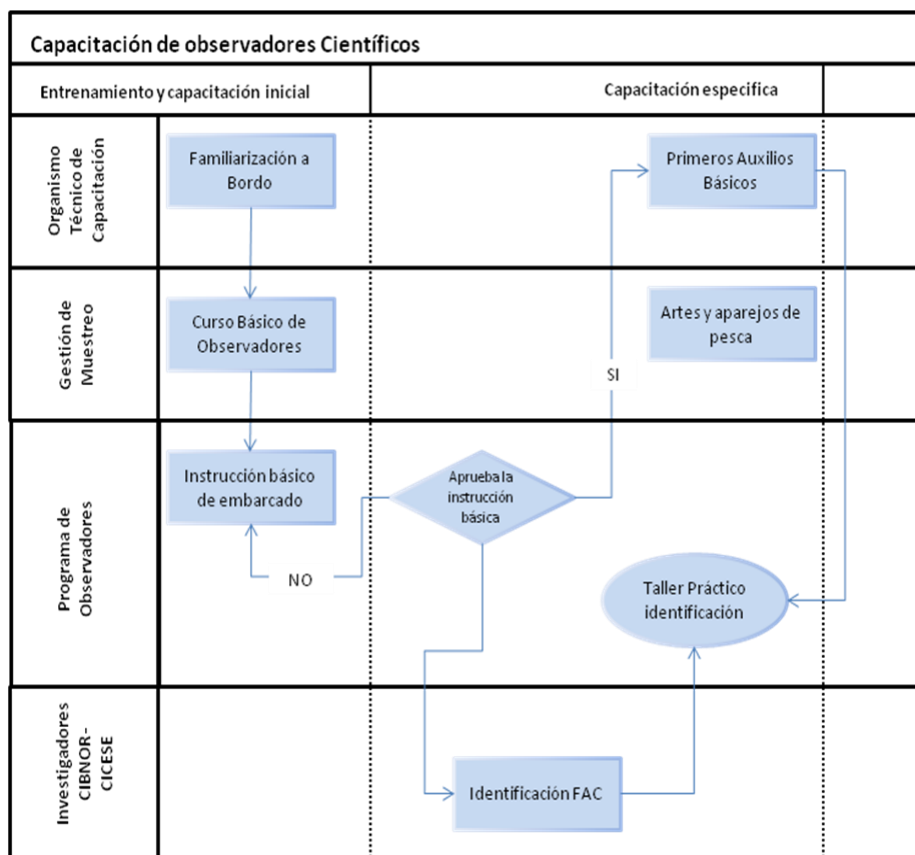 Capacitación de observadores Científicos
Entrenamiento y capacitación inicial
Capacitación especifica
Organismo
Técnico de
Capacitación
Familiarización a
Bordo
Primeros Auxilios
Básicos
Gestión de
Muestreo
Curso Básico de
Observadores
Artes y aparejos de
pesca
SI
Programa de
Observadores
Instrucción básico
de embarcado
Aprueba la
instrucción
básica
NO
Taller Práctico
identificación
Investigadores
CIBNOR-
CICESE
Identificación FAC